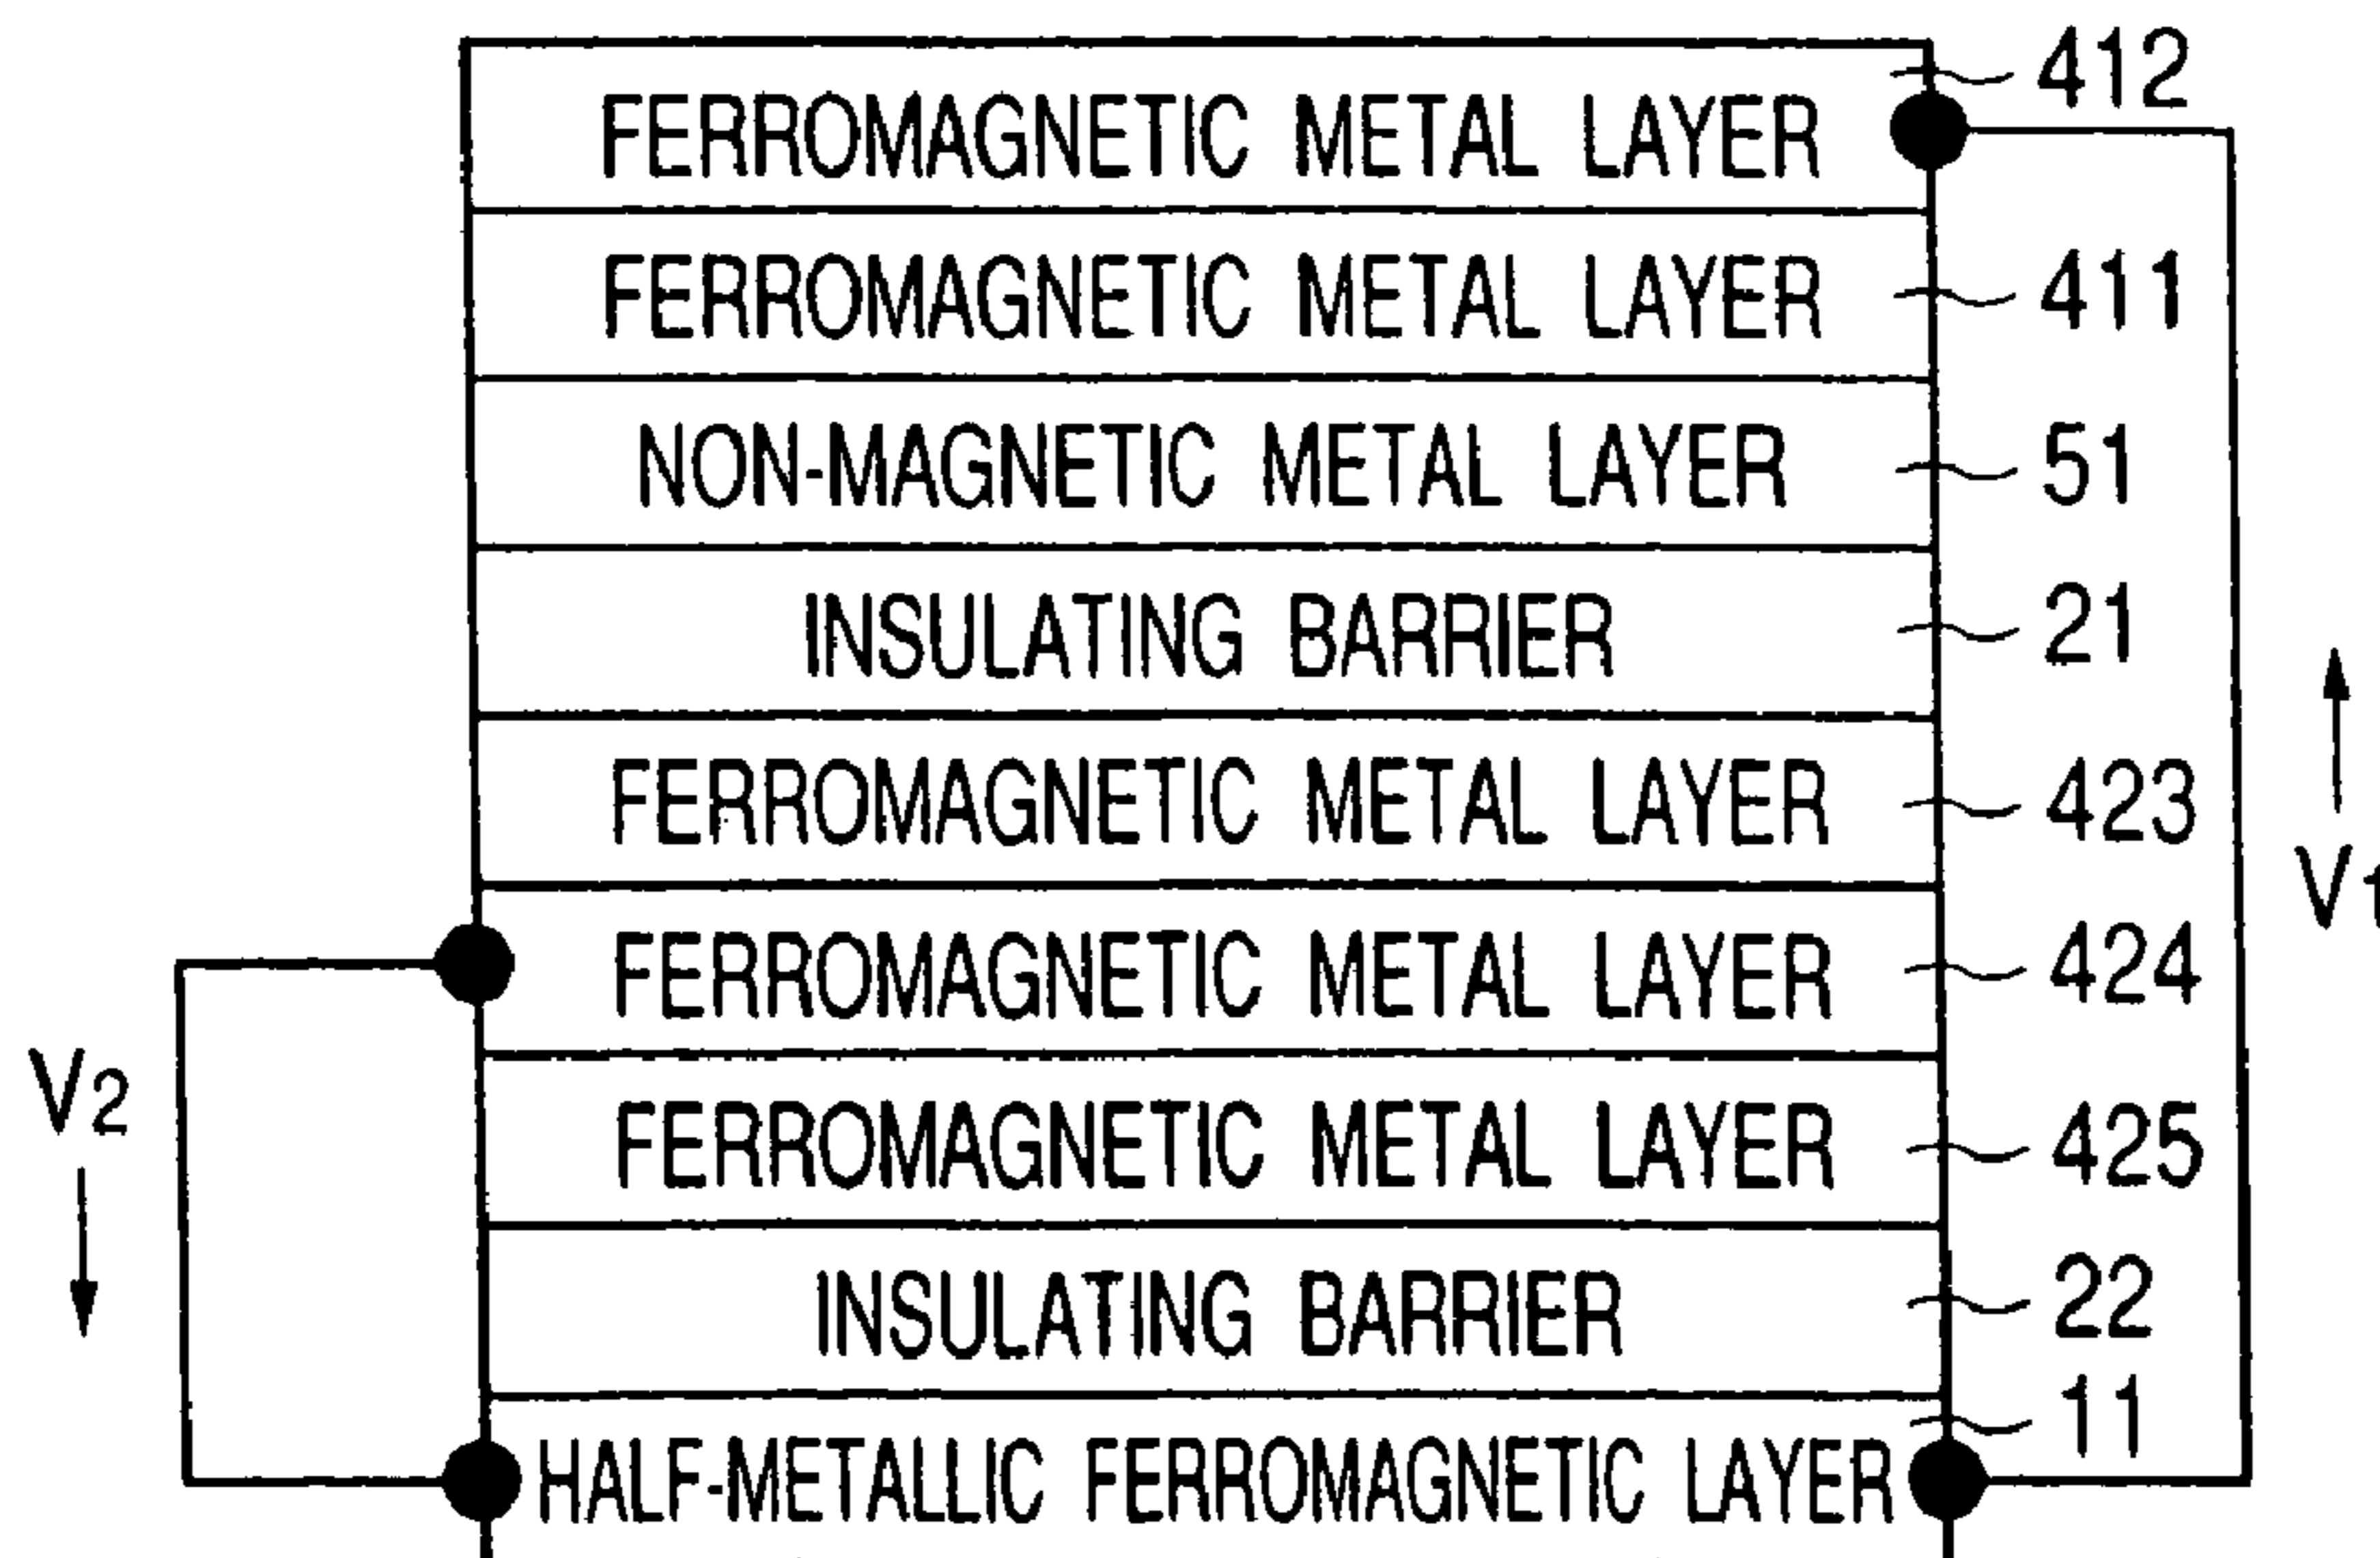 412
FERROMAGNETIC METAL LAYER
FERROMAGNETIC METAL LAYER 411
NON-MAGNETIC METAL LAYER 51
INSULATING BARRIER 21
FERROMAGNETIC METAL LAYER 423
V1
FERROMAGNETIC METAL LAYER 424
V2
FERROMAGNETIC METAL LAYER 425
INSULATING BARRIER 22
11
HALF-METALLIC FERROMAGNETIC LAYER